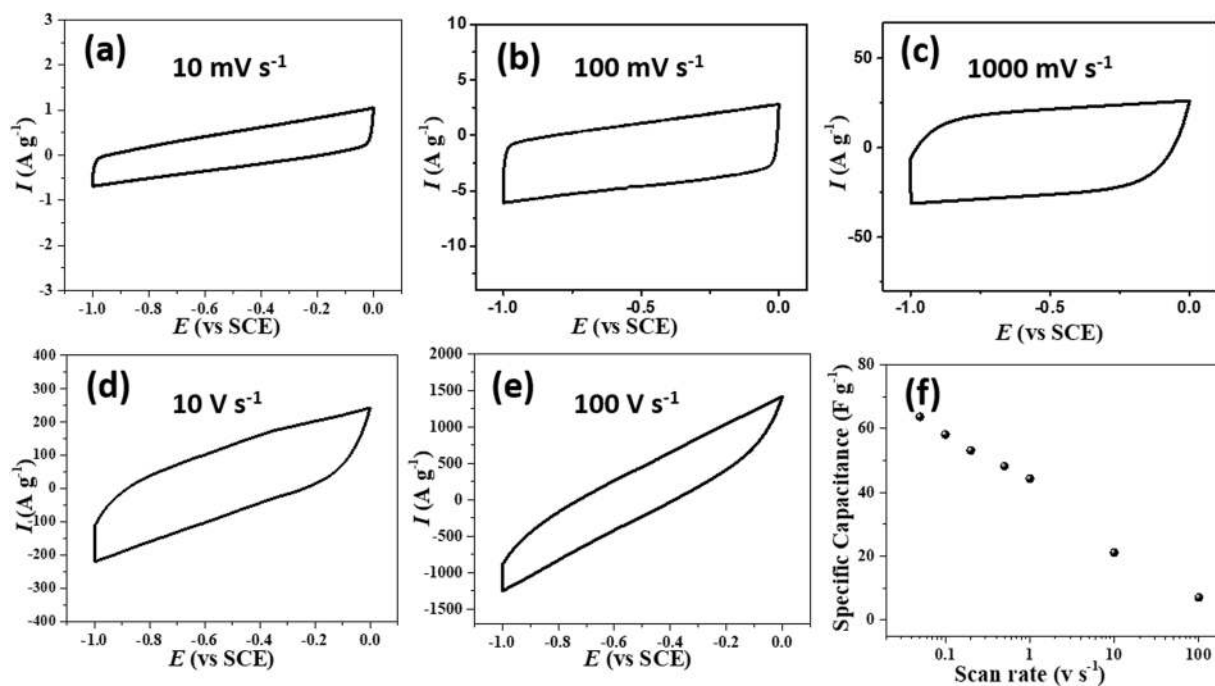 (a)
10 mV s⁻¹
3
2
1
0
-1
-2
-3
I (A g⁻¹)
-1.0 -0.8 -0.6 -0.4 -0.2 0.0
E (vs SCE)
(b)
100 mV s⁻¹
10
5
0
-5
-10
I (A g⁻¹)
-1.0 -0.5 0.0
E (vs SCE)
(c)
1000 mV s⁻¹
50
0
-50
I (A g⁻¹)
-1.0 -0.5 0.0
E (vs SCE)
(d)
10 V s⁻¹
400
300
200
100
0
-100
-200
-300
-400
I (A g⁻¹)
-1.0 -0.8 -0.6 -0.4 -0.2 0.0
E (vs SCE)
(e)
100 V s⁻¹
2000
1500
1000
500
0
-500
-1000
-1500
I (A g⁻¹)
-1.0 -0.8 -0.6 -0.4 -0.2 0.0
E (vs SCE)
(f)
80
60
40
20
0
Specific Capacitance (F g⁻¹)
0.1 1 10 100
Scan rate (v s⁻¹)